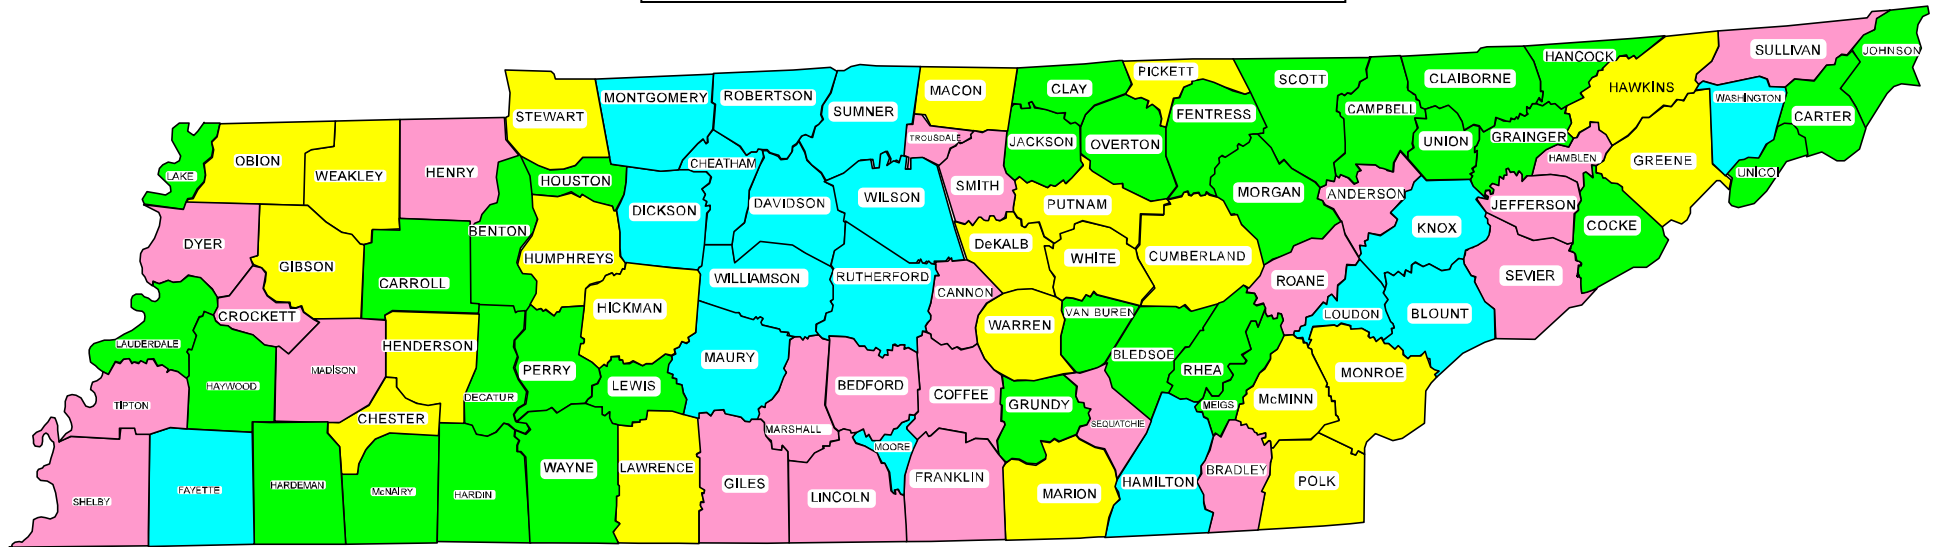 SULLIVAN
JOHNSON
HANCOCK
CLAIBORNE
SCOTT
PICKETT
HAWKINS
CLAY
MACON
ROBERTSON
MONTGOMERY
WASHINGTON
CAMPBELL
SUMNER
FENTRESS
STEWART
CARTER
TROUSDALE
GRAINGER
UNION
JACKSON
OVERTON
HAMBLEN
OBION
GREENE
CHEATHAM
HENRY
UNICOI
LAKE
WEAKLEY
HOUSTON
SMITH
MORGAN
ANDERSON
WILSON
DAVIDSON
JEFFERSON
PUTNAM
DICKSON
KNOX
COCKE
BENTON
DYER
DeKALB
CUMBERLAND
WHITE
HUMPHREYS
GIBSON
SEVIER
RUTHERFORD
WILLIAMSON
ROANE
CARROLL
CANNON
HICKMAN
VAN BUREN
LOUDON
BLOUNT
CROCKETT
WARREN
LAUDERDALE
HENDERSON
BLEDSOE
MAURY
MADISON
PERRY
RHEA
MONROE
HAYWOOD
LEWIS
BEDFORD
COFFEE
DECATUR
McMINN
TIPTON
GRUNDY
MEIGS
CHESTER
SEQUATCHIE
MARSHALL
MOORE
WAYNE
LAWRENCE
BRADLEY
FRANKLIN
POLK
HAMILTON
GILES
HARDEMAN
FAYETTE
McNAIRY
MARION
HARDIN
LINCOLN
SHELBY